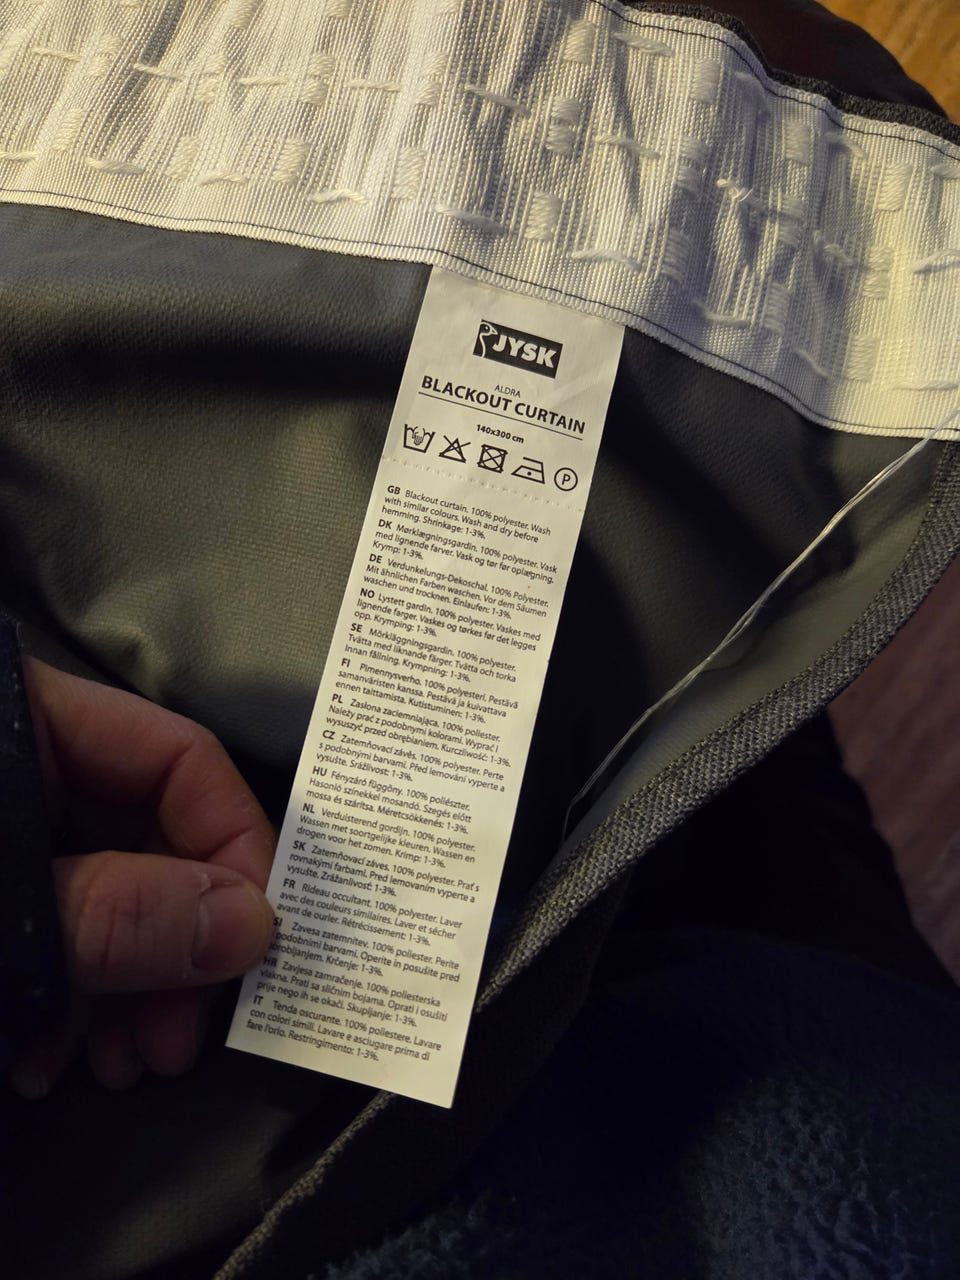 JYSK
ALDRA
BLACKOUT CURTAIN
140x300 cm
P
GB Blackout curtain. 100% polyester. Wash
with similar colours. Wash and dry before
hemming. Shrinkage: 1-3%.
DK Mørklægningsgardin. 100% polyester. Vask
med lignende farver. Vask og tør før oplægning.
Krymp: 1-3%.
DE Verdunkelungs-Dekoschal. 100% Polyester.
Mit ähnlichen Farben waschen. Vor dem Säumen
waschen und trocknen. Einlaufen: 1-3%.
NO Lystett gardin. 100% polyester. Vaskes med
lignende farger. Vaskes og tørkes før det legges
opp. Krymping: 1-3%.
SE Mörkläggningsgardin. 100% polyester.
Tvätta med liknande färger. Tvätta och torka
innan fållning. Krympning: 1-3%.
FI Pimennysverho. 100% polyesteri. Pestävä
samanväristen kanssa. Pestävä ja kuivattava
ennen taittamista. Kutistuminen: 1-3%.
PL Zasłona zaciemniająca. 100% poliester.
Należy prać z podobnymi kolorami. Wyprać i
wysuszyć przed obrębianiem. Kurczliwość: 1-3%.
CZ Zatemňovací závěs. 100% polyester. Perte
s podobnými barvami. Před lemování vyperte a
vysušte. Srážlivost: 1-3%.
HU Fényzáró függöny. 100% poliészter.
Hasonló színekkel mosandó. Szegés előtt
mossa és szárítsa. Méretcsökkenés: 1-3%.
NL Verduisterend gordijn. 100% polyester.
Wassen met soortgelijke kleuren. Wassen en
drogen voor het zomen. Krimp: 1-3%.
SK Zatemňovací záves. 100% polyester. Prať s
rovnakými farbami. Pred lemovaním vyperte a
vysušte. Zrážanlivosť: 1-3%.
FR Rideau occultant. 100% polyester. Laver
avec des couleurs similaires. Laver et sécher
avant de ourler. Rétrécissement: 1-3%.
SI Zavesa zatemnitev. 100% poliester. Perite
podobnimi barvami. Operite in posušite pred
obrobljanjem. Krčenje: 1-3%.
HR Zavjesa zamračenje. 100% poliesterska
vlakna. Prati sa sličnim bojama. Oprati i osušiti
prije nego ih se okači. Skupljanje: 1-3%.
IT Tenda oscurante. 100% poliestere. Lavare
con colori simili. Lavare e asciugare prima di
fare l'orlo. Restringimento: 1-3%.